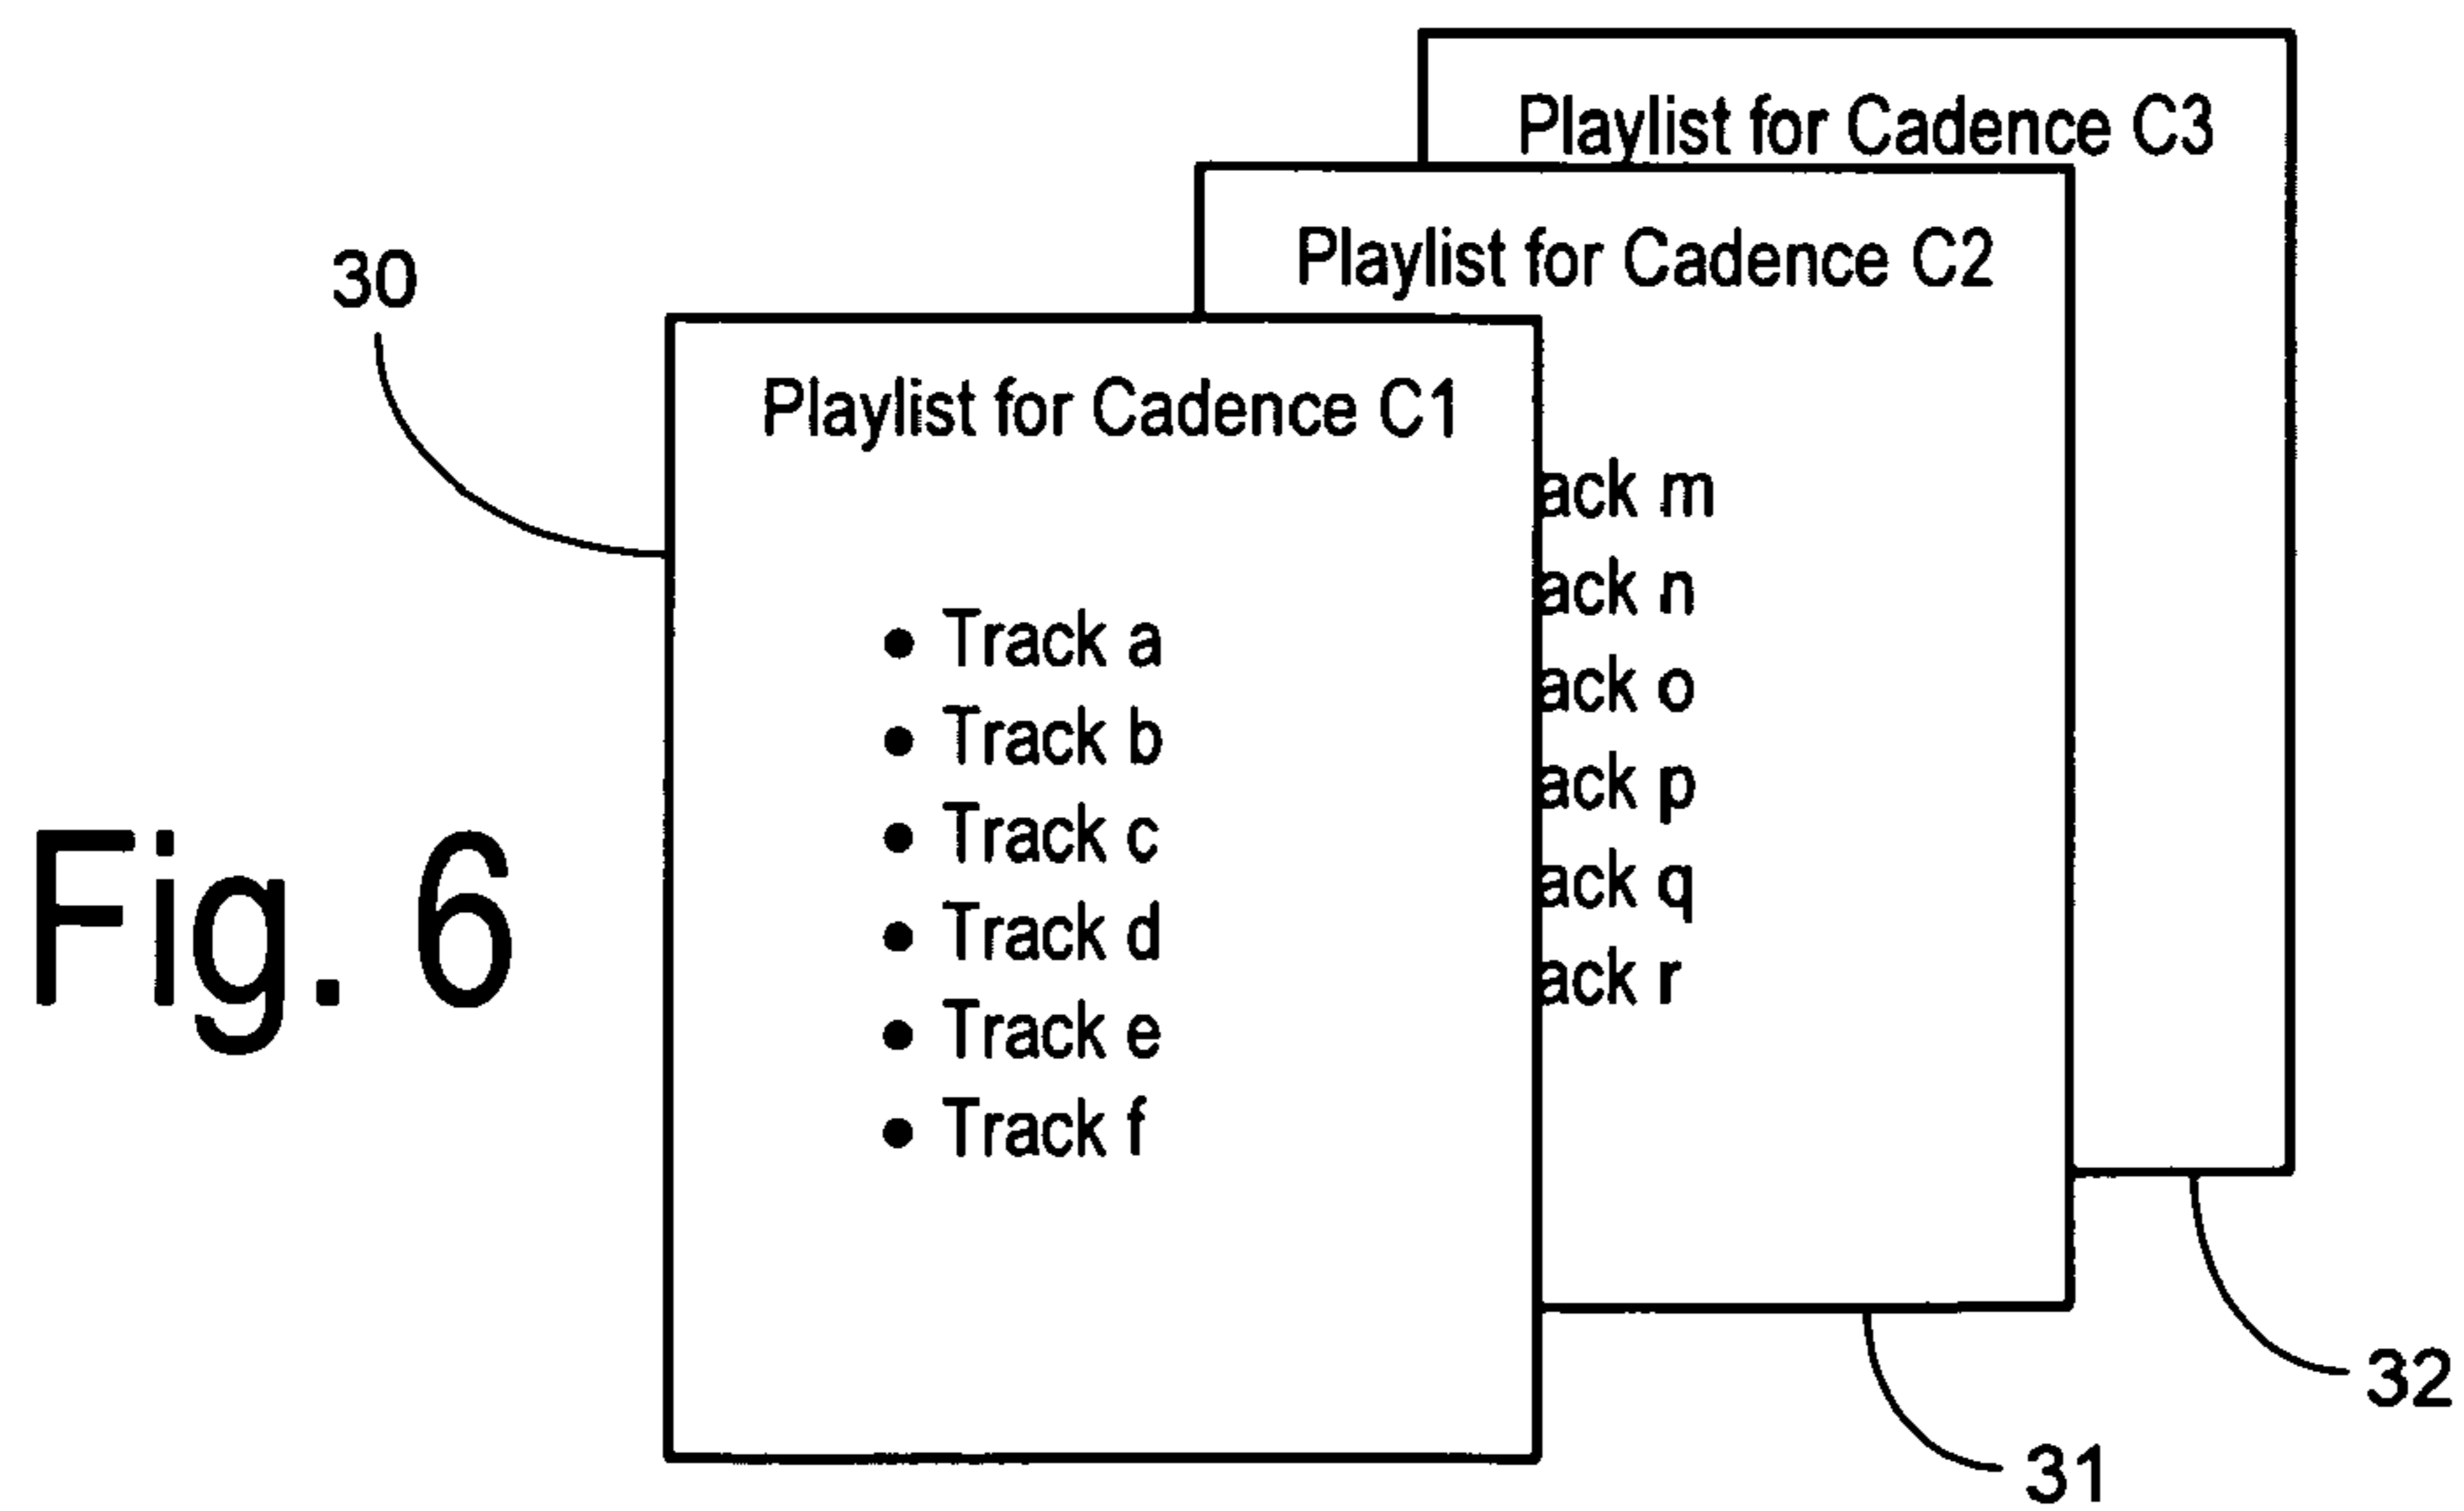 Playlist for Cadence C3
Playlist for Cadence C2
30
Playlist for Cadence C1
ack m
ack n
ack o
ack p
ack q
ack r
• Track a
• Track b
• Track c
• Track d
• Track e
• Track f
Fig. 6
32
31